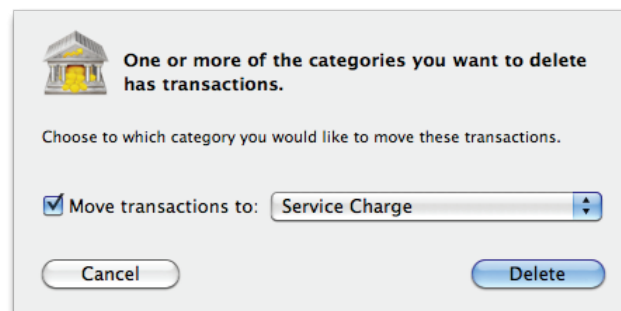 One or more of the categories you want to delete
has transactions.
Choose to which category you would like to move these transactions.
Move transactions to: Service Charge
Cancel Delete